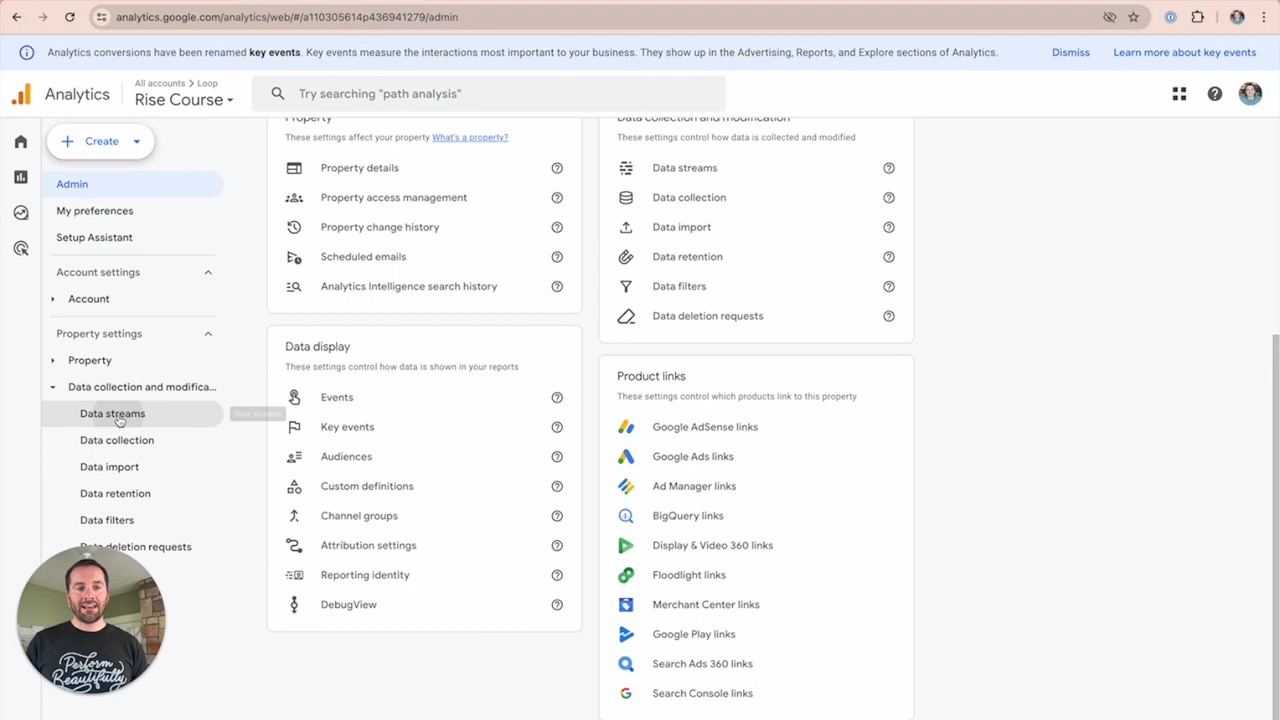 analytics.google.com/analytics/web/#/a110305614p436941279/admin
Analytics conversions have been renamed key events. Key events measure the interactions most important to your business. They show up in the Advertising, Reports, and Explore sections of Analytics.
Dismiss
Learn more about key events
Analytics
All accounts > Loop
Rise Course
Try searching "path analysis"
Create
Admin
My preferences
Setup Assistant
Account settings
Account
Property settings
Property
Data collection and modifica...
Data streams
Data streams
Data collection
Data import
Data retention
Data filters
Data deletion requests
Perform
Beautifully
Property
These settings affect your property What's a property?
Property details
Property access management
Property change history
Scheduled emails
Analytics Intelligence search history
Data display
These settings control how data is shown in your reports
Events
Key events
Audiences
Custom definitions
Channel groups
Attribution settings
Reporting identity
DebugView
Data collection and modification
These settings control how data is collected and modified
Data streams
Data collection
Data import
Data retention
Data filters
Data deletion requests
Product links
These settings control which products link to this property
Google AdSense links
Google Ads links
Ad Manager links
BigQuery links
Display & Video 360 links
Floodlight links
Merchant Center links
Google Play links
Search Ads 360 links
Search Console links